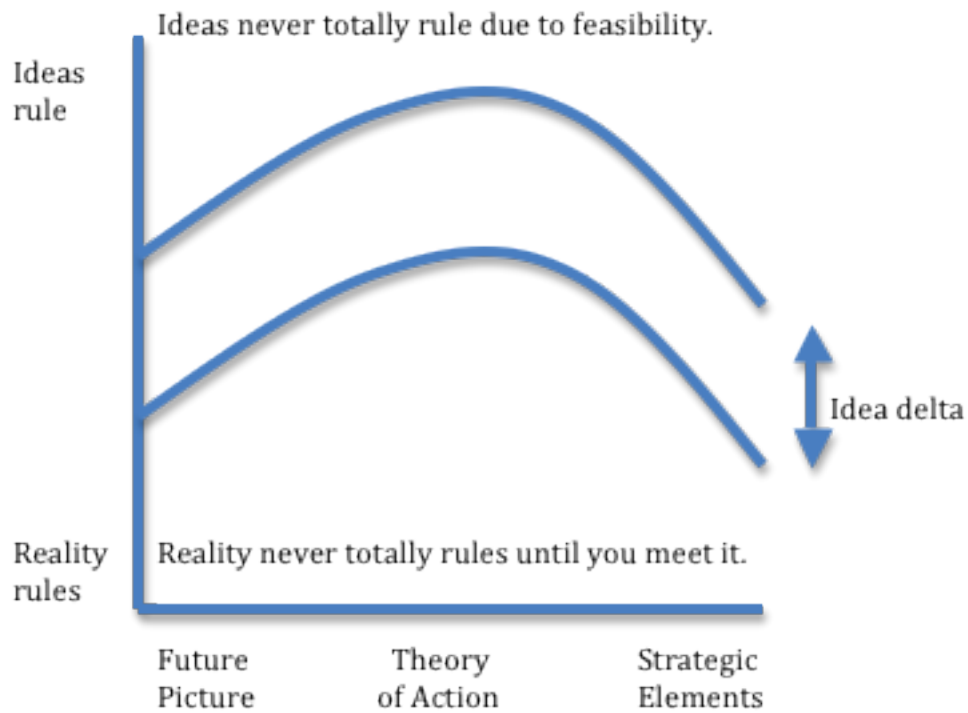 Ideas never totally rule due to feasibility.
Ideas
rule
Idea delta
Reality
rules
Reality never totally rules until you meet it.
Future
Picture
Theory
of Action
Strategic
Elements